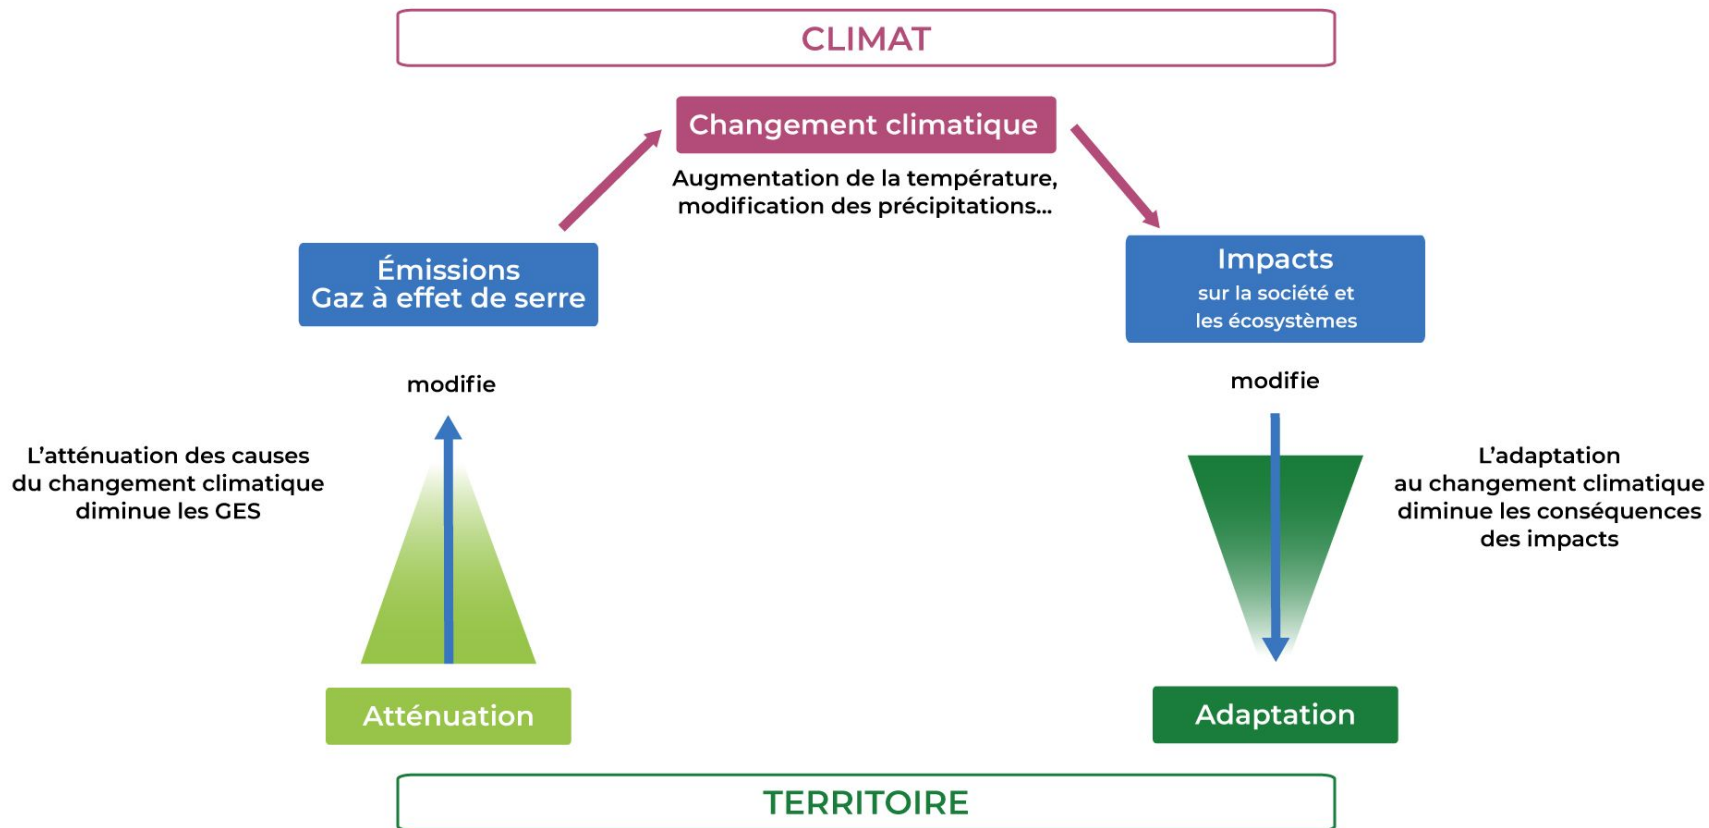 CLIMAT
Changement climatique
Augmentation de la température,
modification des précipitations...
Émissions
Gaz à effet de serre
Impacts
sur la société et
les écosystèmes
modifie
modifie
L'atténuation des causes
du changement climatique
diminue les GES
L'adaptation
au changement climatique
diminue les conséquences
des impacts
Atténuation
Adaptation
TERRITOIRE